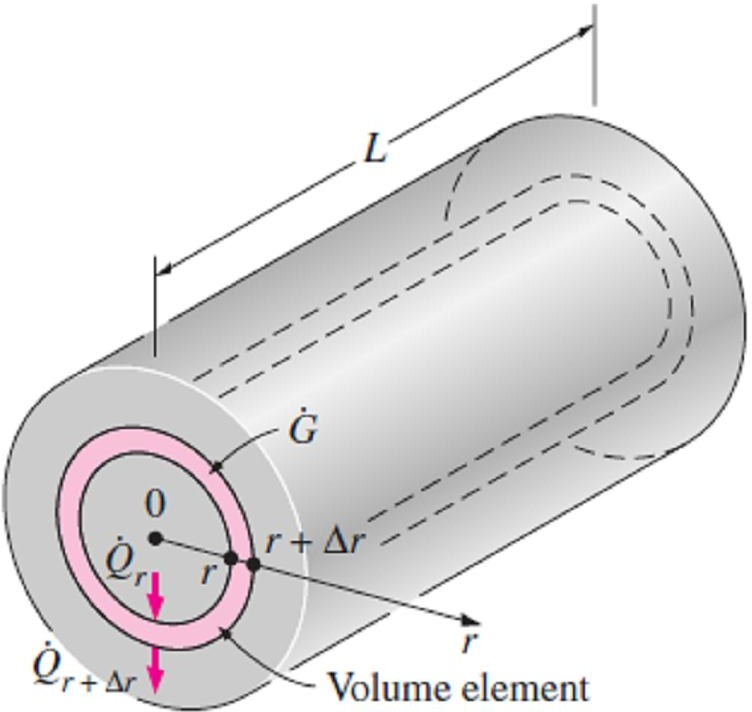 L
Ġ
0
r + Δr
Q̇r
r
r
Q̇r + Δr
Volume element